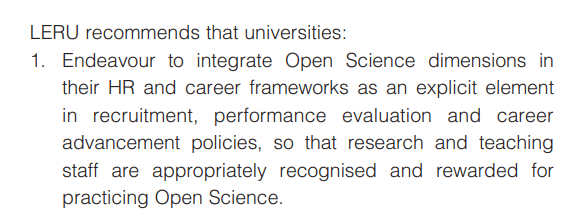 LERU recommends that universities:
1. Endeavour to integrate Open Science dimensions in
their HR and career frameworks as an explicit element
in recruitment, performance evaluation and career
advancement policies, so that research and teaching
staff are appropriately recognised and rewarded for
practicing Open Science.